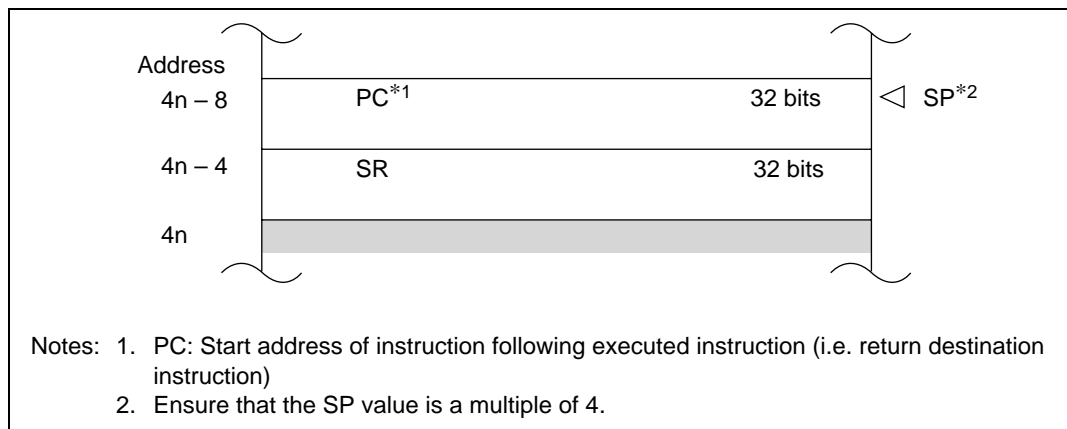 Address
4n – 8 PC*1 32 bits SP*2
4n – 4 SR 32 bits
4n
Notes: 1. PC: Start address of instruction following executed instruction (i.e. return destination
instruction)
2. Ensure that the SP value is a multiple of 4.